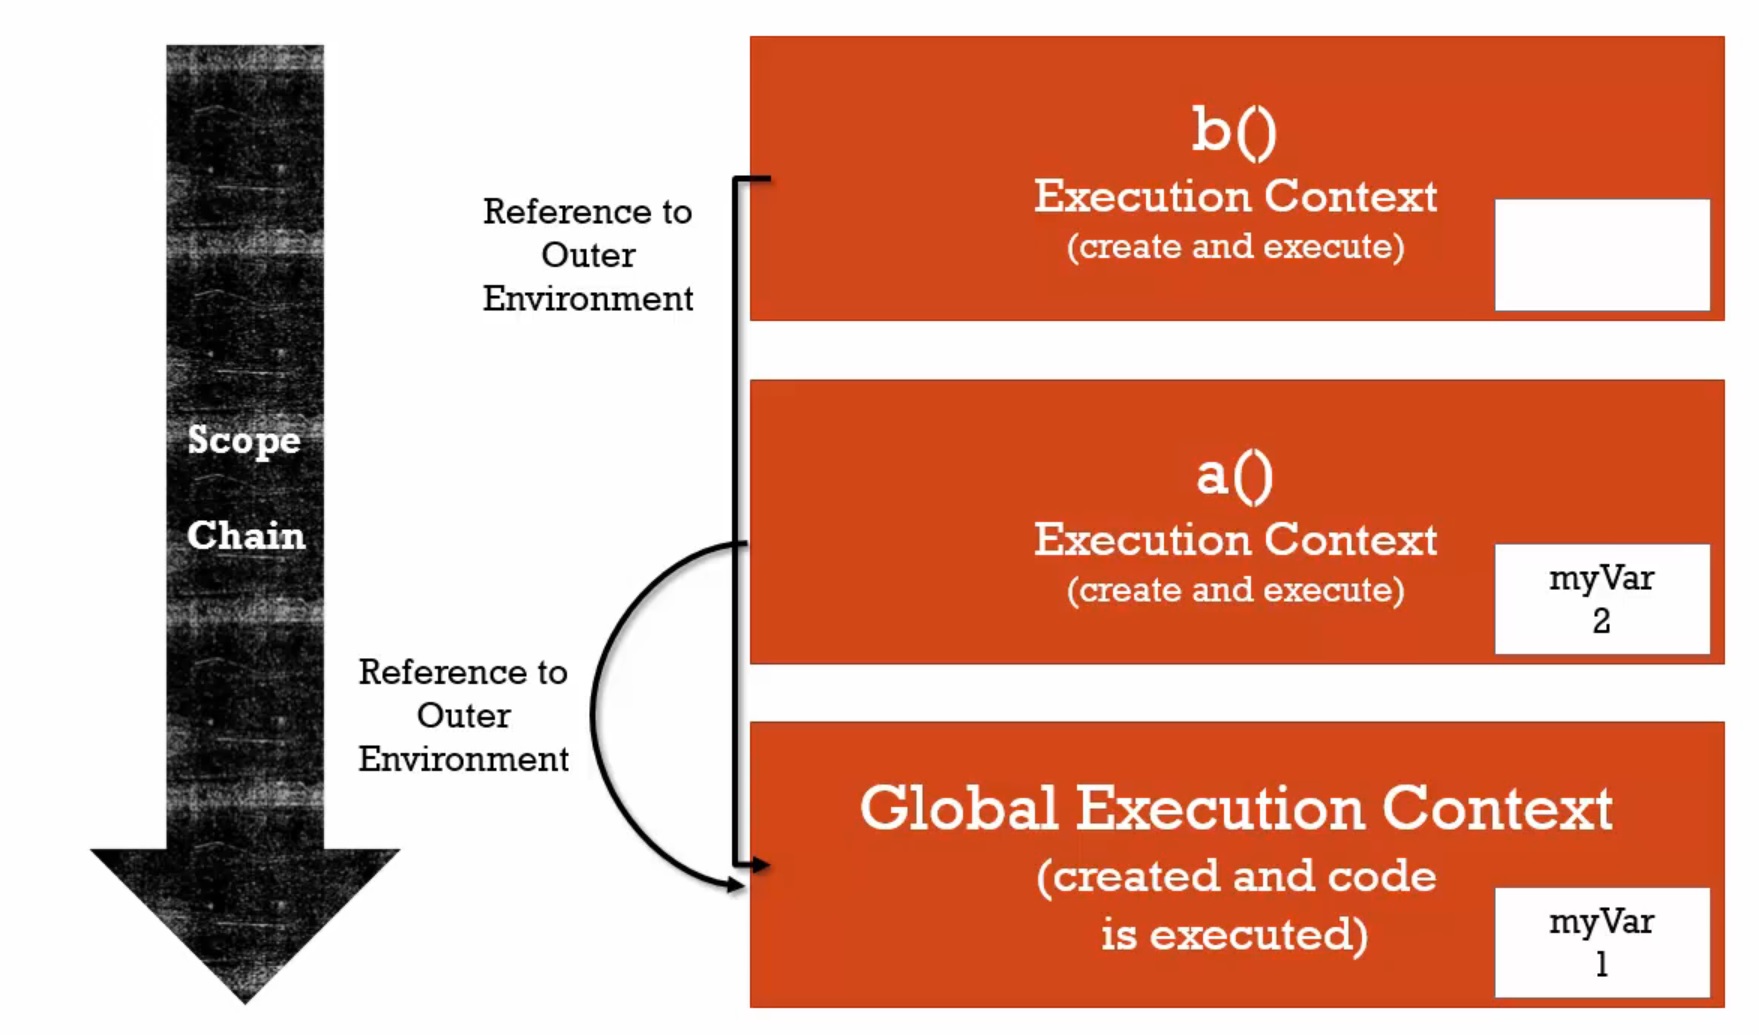 Scope
Chain
Reference to
Outer
Environment
Reference to
Outer
Environment
b()
Execution Context
(create and execute)
a()
Execution Context
(create and execute)
myVar
2
Global Execution Context
(created and code
is executed)
myVar
1